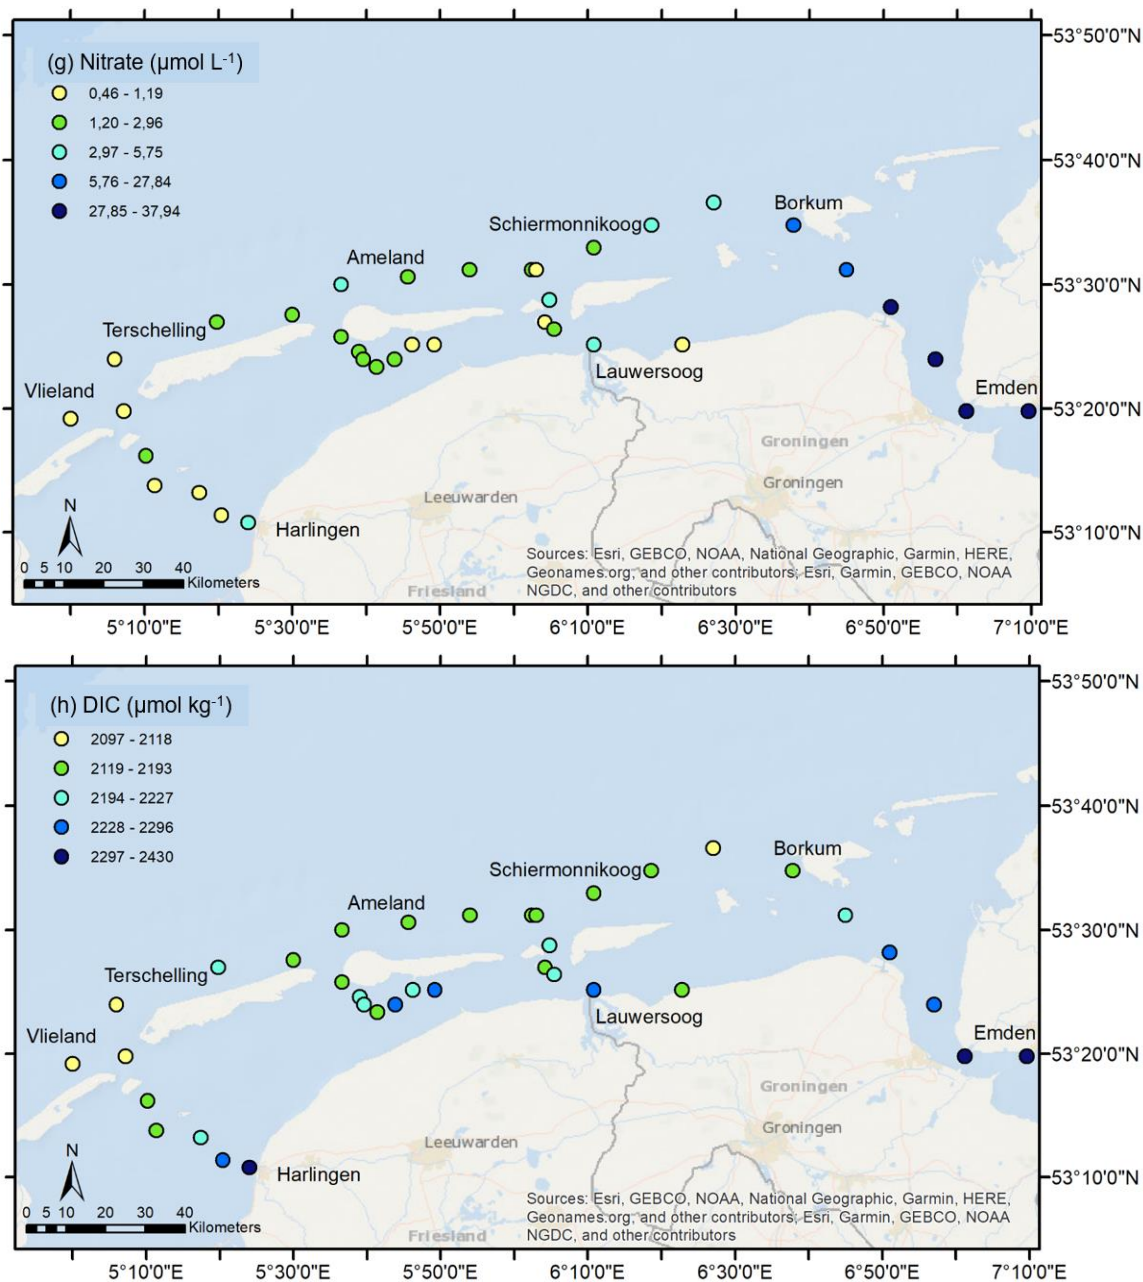 (g) Nitrate (µmol L-1)
0,46 - 1,19
1,20 - 2,96
2,97 - 5,75
5,76 - 27,84
27,85 - 37,94
53°50'0"N
53°40'0"N
53°30'0"N
53°20'0"N
53°10'0"N
Borkum
Schiermonnikoog
Ameland
Terschelling
Lauwersoog
Vlieland
Emden
Groningen
Groningen
Leeuwarden
Harlingen
Friesland
N
0 5 10 20 30 40
Kilometers
Sources: Esri, GEBCO, NOAA, National Geographic, Garmin, HERE,
Geonames.org, and other contributors; Esri, Garmin, GEBCO, NOAA
NGDC, and other contributors
5°10'0"E 5°30'0"E 5°50'0"E 6°10'0"E 6°30'0"E 6°50'0"E 7°10'0"E
(h) DIC (µmol kg-1)
2097 - 2118
2119 - 2193
2194 - 2227
2228 - 2296
2297 - 2430
53°50'0"N
53°40'0"N
53°30'0"N
53°20'0"N
53°10'0"N
Borkum
Schiermonnikoog
Ameland
Terschelling
Lauwersoog
Vlieland
Emden
Groningen
Groningen
Leeuwarden
Harlingen
Friesland
N
0 5 10 20 30 40
Kilometers
Sources: Esri, GEBCO, NOAA, National Geographic, Garmin, HERE,
Geonames.org, and other contributors; Esri, Garmin, GEBCO, NOAA
NGDC, and other contributors
5°10'0"E 5°30'0"E 5°50'0"E 6°10'0"E 6°30'0"E 6°50'0"E 7°10'0"E